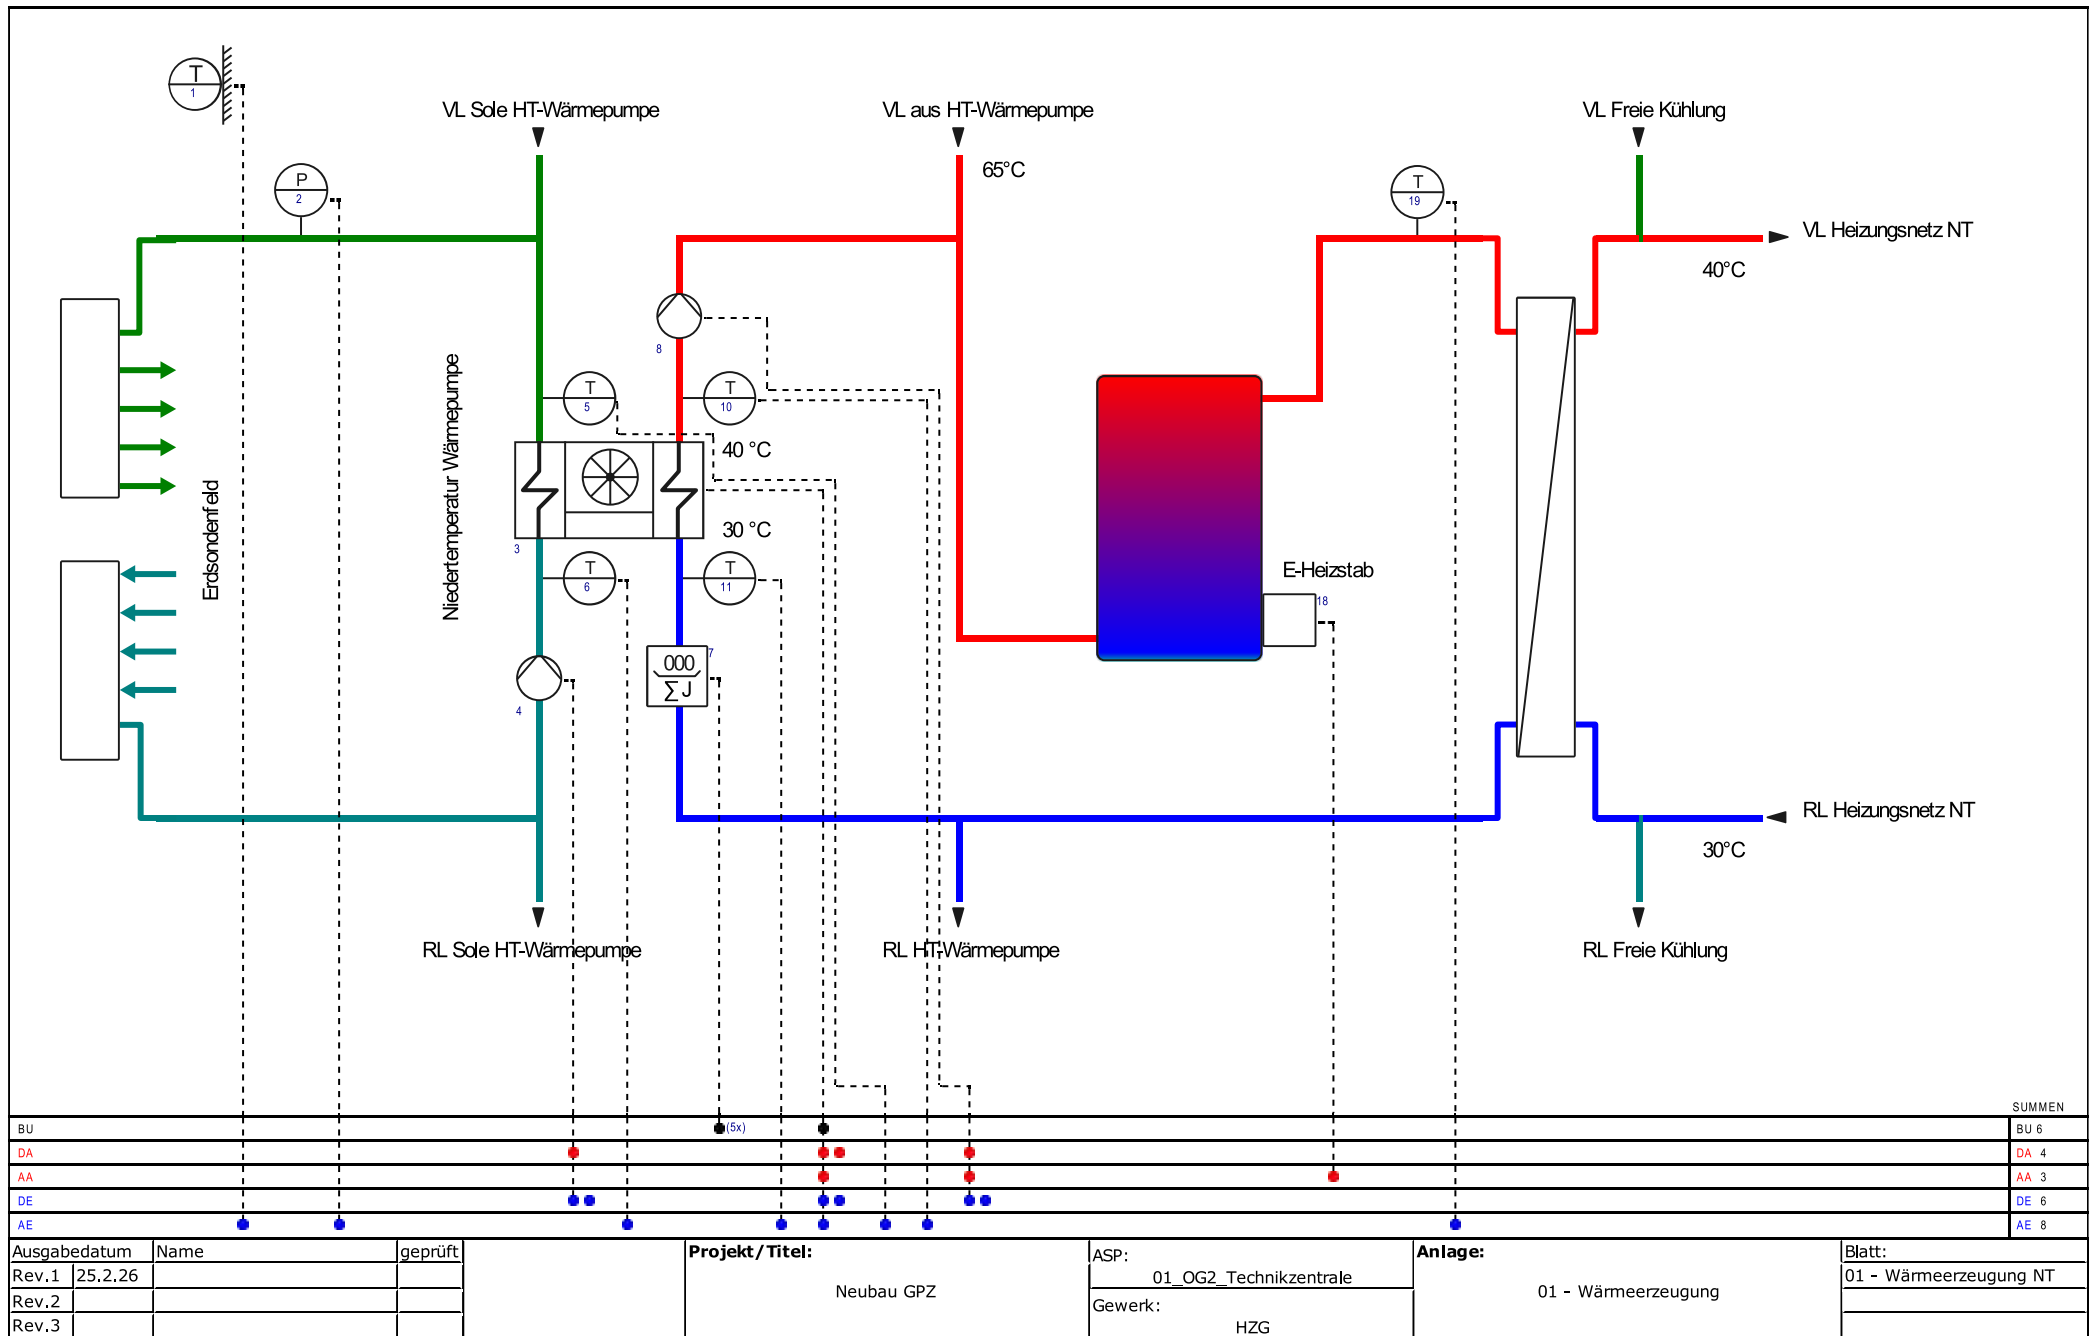 T
1
VL Sole HT-Wärmepumpe
VL aus HT-Wärmepumpe
VL Freie Kühlung
65°C
P
2
T
19
VL Heizungsnetz NT
40°C
8
Niedertemperatur Wärmepumpe
T
5
T
10
40 °C
Erdsondenfeld
30 °C
3
T
6
T
11
E-Heizstab
18
000
ΣJ
7
4
RL Heizungsnetz NT
30°C
RL Sole HT-Wärmepumpe
RL HT-Wärmepumpe
RL Freie Kühlung
SUMMEN
BU
(5x)
BU 6
DA
DA 4
AA
AA 3
DE
DE 6
AE
AE 8
Ausgabedatum
Name
geprüft
Rev.1
25.2.26
Rev.2
Rev.3
Projekt/Titel:
Neubau GPZ
ASP:
01_OG2_Technikzentrale
Gewerk:
HZG
Anlage:
01 - Wärmeerzeugung
Blatt:
01 - Wärmeerzeugung NT